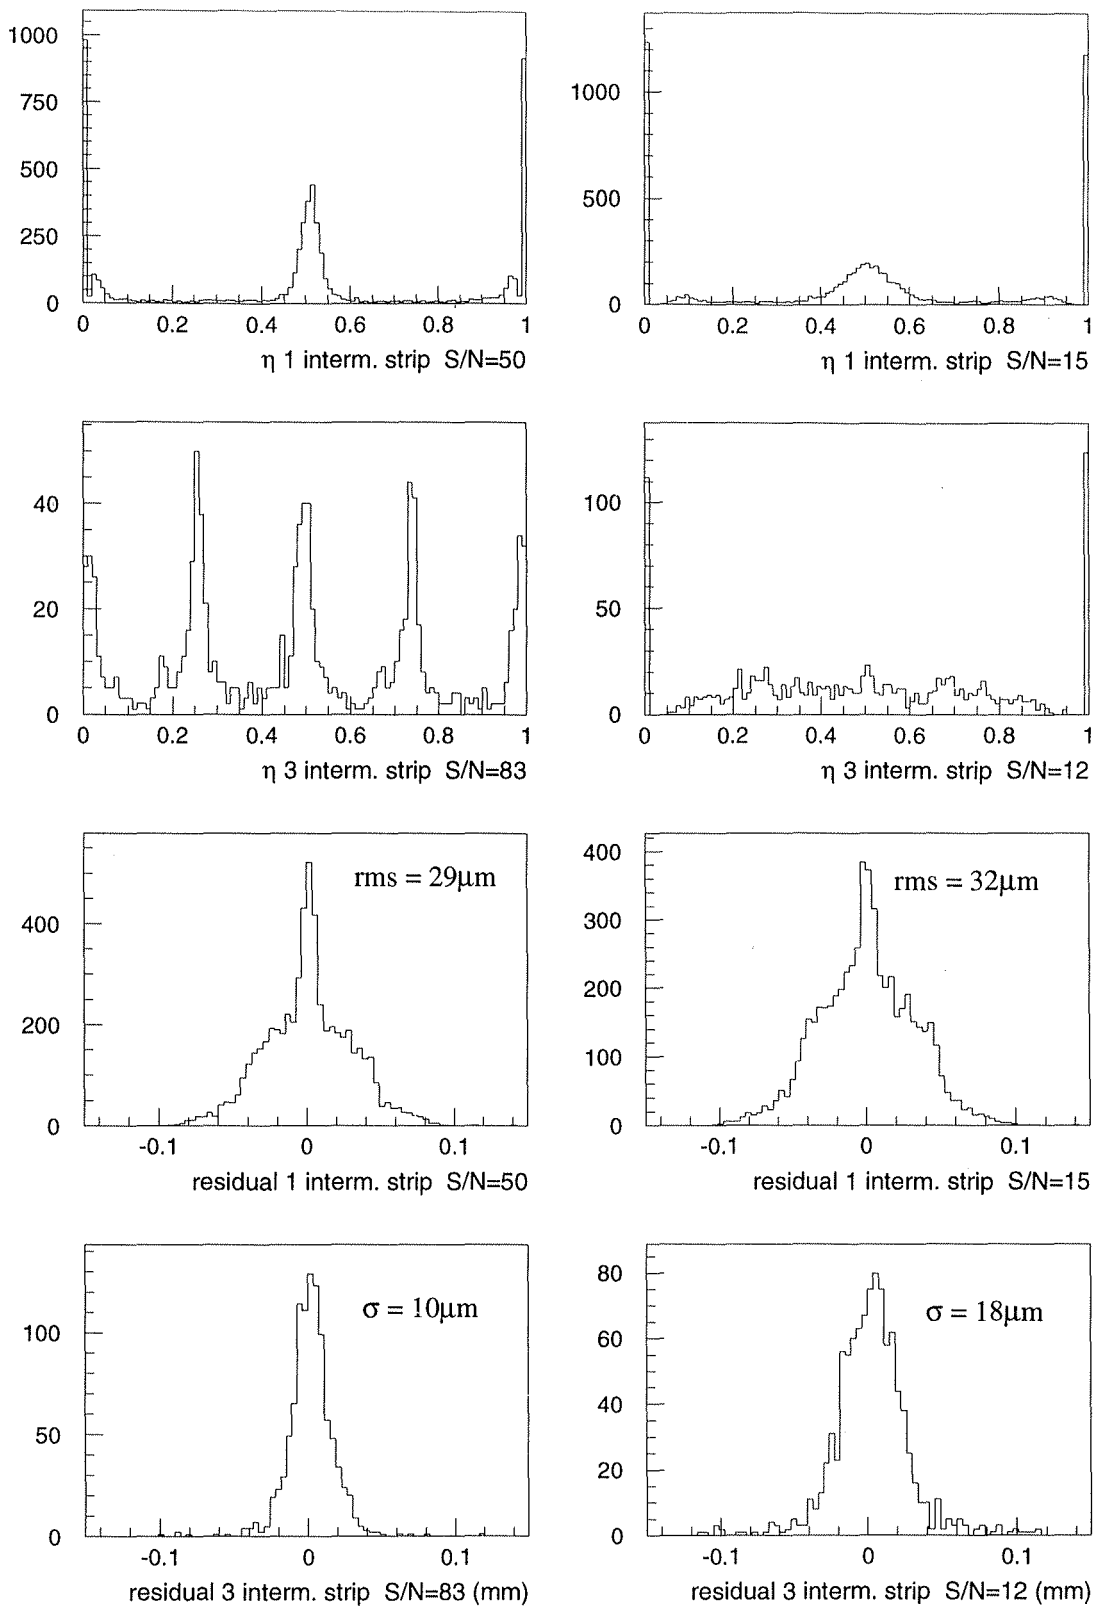 1000
750
500
250
0
0 0.2 0.4 0.6 0.8 1
η 1 interm. strip S/N=50
1000
500
0
0 0.2 0.4 0.6 0.8 1
η 1 interm. strip S/N=15
40
20
0
0 0.2 0.4 0.6 0.8 1
η 3 interm. strip S/N=83
100
50
0
0 0.2 0.4 0.6 0.8 1
η 3 interm. strip S/N=12
rms = 29μm
400
200
0
-0.1 0 0.1
residual 1 interm. strip S/N=50
400
rms = 32μm
300
200
100
0
-0.1 0 0.1
residual 1 interm. strip S/N=15
σ = 10μm
100
50
0
-0.1 0 0.1
residual 3 interm. strip S/N=83 (mm)
80
σ = 18μm
60
40
20
0
-0.1 0 0.1
residual 3 interm. strip S/N=12 (mm)